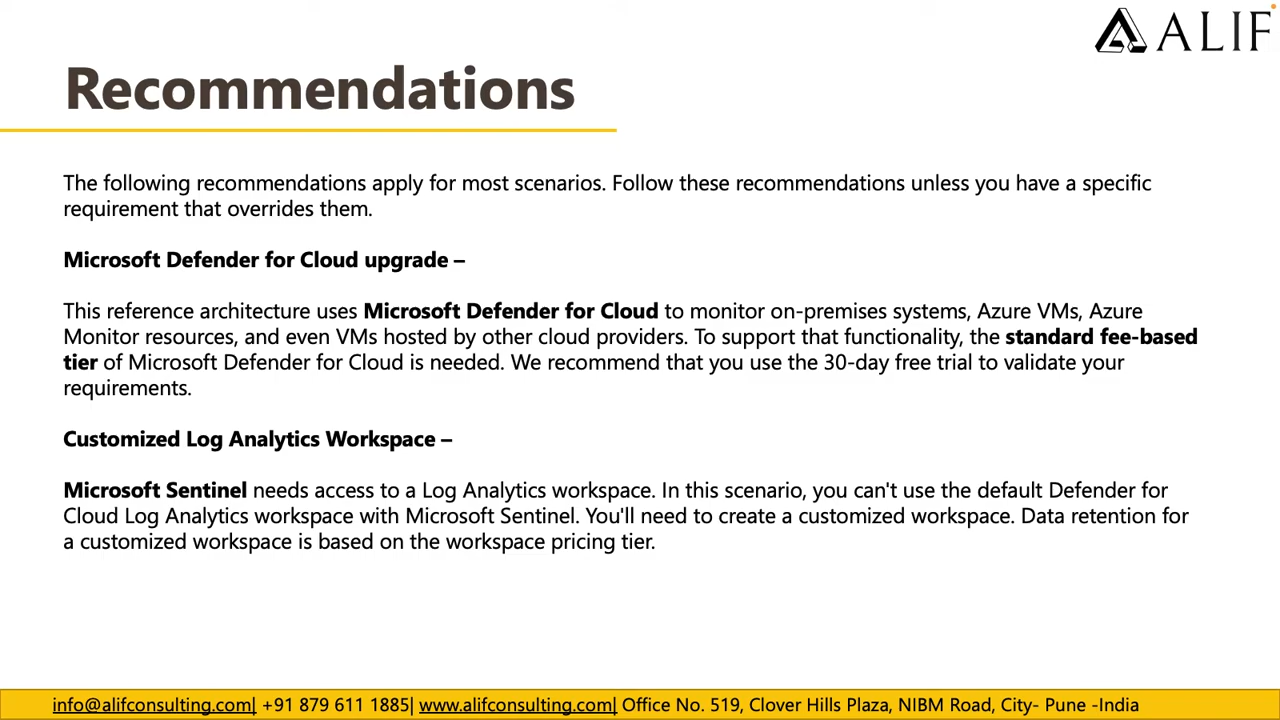 ALIF
Recommendations
The following recommendations apply for most scenarios. Follow these recommendations unless you have a specific
requirement that overrides them.
Microsoft Defender for Cloud upgrade –
This reference architecture uses Microsoft Defender for Cloud to monitor on-premises systems, Azure VMs, Azure
Monitor resources, and even VMs hosted by other cloud providers. To support that functionality, the standard fee-based
tier of Microsoft Defender for Cloud is needed. We recommend that you use the 30-day free trial to validate your
requirements.
Customized Log Analytics Workspace –
Microsoft Sentinel needs access to a Log Analytics workspace. In this scenario, you can't use the default Defender for
Cloud Log Analytics workspace with Microsoft Sentinel. You'll need to create a customized workspace. Data retention for
a customized workspace is based on the workspace pricing tier.
info@alifconsulting.com| +91 879 611 1885| www.alifconsulting.com| Office No. 519, Clover Hills Plaza, NIBM Road, City- Pune -India